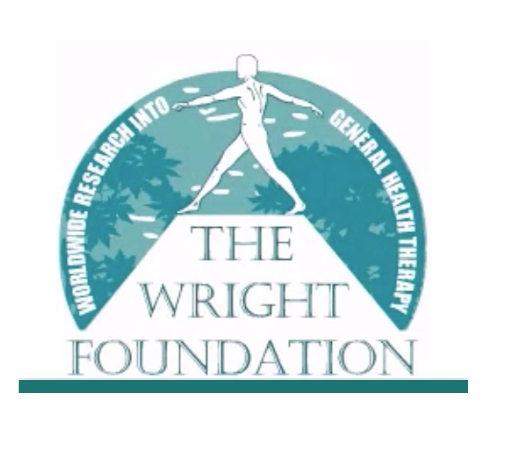 WORLDWIDE RESEARCH INTO
GENERAL HEALTH THERAPY
THE
WRIGHT
FOUNDATION